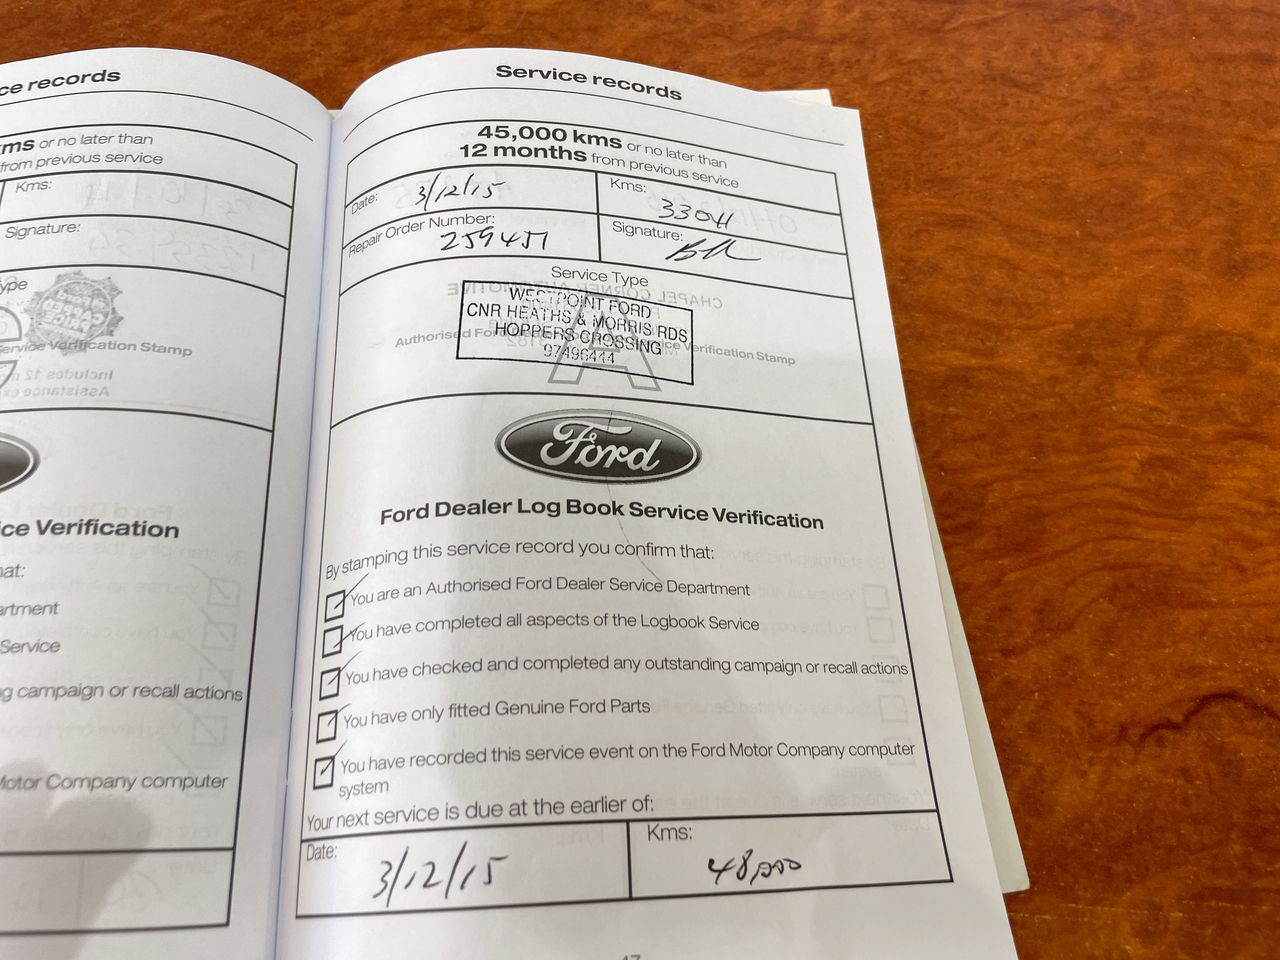 ce records
ms or no later than
from previous service
Kms:
Signature:
ype
ervice Verification Stamp
ice Verification
hat:
artment
Service
g campaign or recall actions
Motor Company computer
Service records
45,000 kms or no later than
12 months from previous service
Date: 3/12/15
Kms: 33041
Repair Order Number: 259451
Signature:
Service Type
A
Authorised Ford Service Verification Stamp
WESTPOINT FORD
CNR HEATHS & MORRIS RDS
HOPPERS CROSSING
97496444
Ford
Ford Dealer Log Book Service Verification
By stamping this service record you confirm that:
You are an Authorised Ford Dealer Service Department
You have completed all aspects of the Logbook Service
You have checked and completed any outstanding campaign or recall actions
You have only fitted Genuine Ford Parts
You have recorded this service event on the Ford Motor Company computer
system
Your next service is due at the earlier of:
Date: 3/12/15
Kms: 48,000